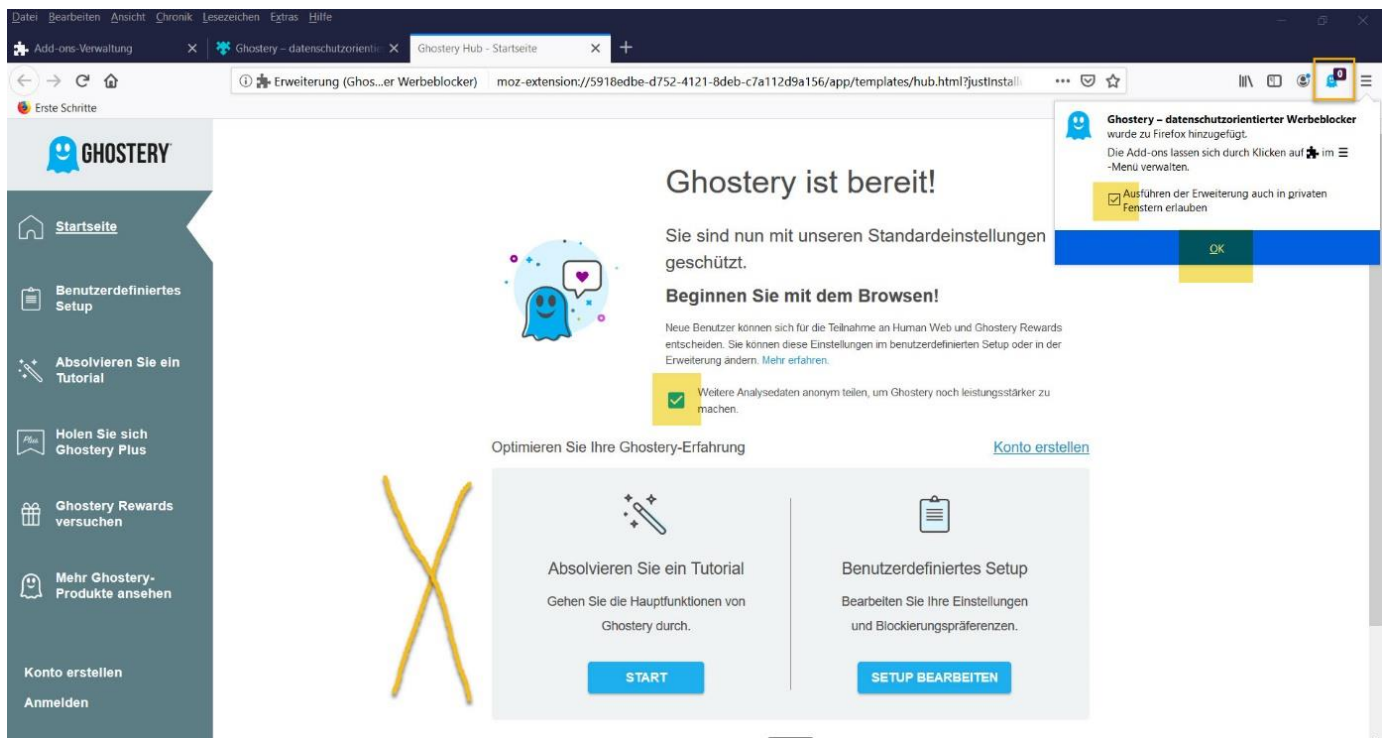 Datei Bearbeiten Ansicht Chronik Lesezeichen Extras Hilfe
Add-ons-Verwaltung
Ghostery – datenschutzorientie
Ghostery Hub - Startseite
Erweiterung (Ghos...er Werbeblocker)
moz-extension://5918edbe-d752-4121-8deb-c7a112d9a156/app/templates/hub.html?justInstall
0
Erste Schritte
Ghostery – datenschutzorientierter Werbeblocker
wurde zu Firefox hinzugefügt.
Die Add-ons lassen sich durch Klicken auf im
-Menü verwalten.
Ausführen der Erweiterung auch in privaten
Fenstern erlauben
OK
GHOSTERY
Startseite
Benutzerdefiniertes
Setup
Absolvieren Sie ein
Tutorial
Plus
Holen Sie sich
Ghostery Plus
Ghostery Rewards
versuchen
Mehr Ghostery-
Produkte ansehen
Konto erstellen
Anmelden
Ghostery ist bereit!
Sie sind nun mit unseren Standardeinstellungen
geschützt.
Beginnen Sie mit dem Browsen!
Neue Benutzer können sich für die Teilnahme an Human Web und Ghostery Rewards
entscheiden. Sie können diese Einstellungen im benutzerdefinierten Setup oder in der
Erweiterung ändern. Mehr erfahren.
Weitere Analysedaten anonym teilen, um Ghostery noch leistungsstärker zu
machen.
Optimieren Sie Ihre Ghostery-Erfahrung
Konto erstellen
Absolvieren Sie ein Tutorial
Gehen Sie die Hauptfunktionen von
Ghostery durch.
START
Benutzerdefiniertes Setup
Bearbeiten Sie Ihre Einstellungen
und Blockierungspräferenzen.
SETUP BEARBEITEN